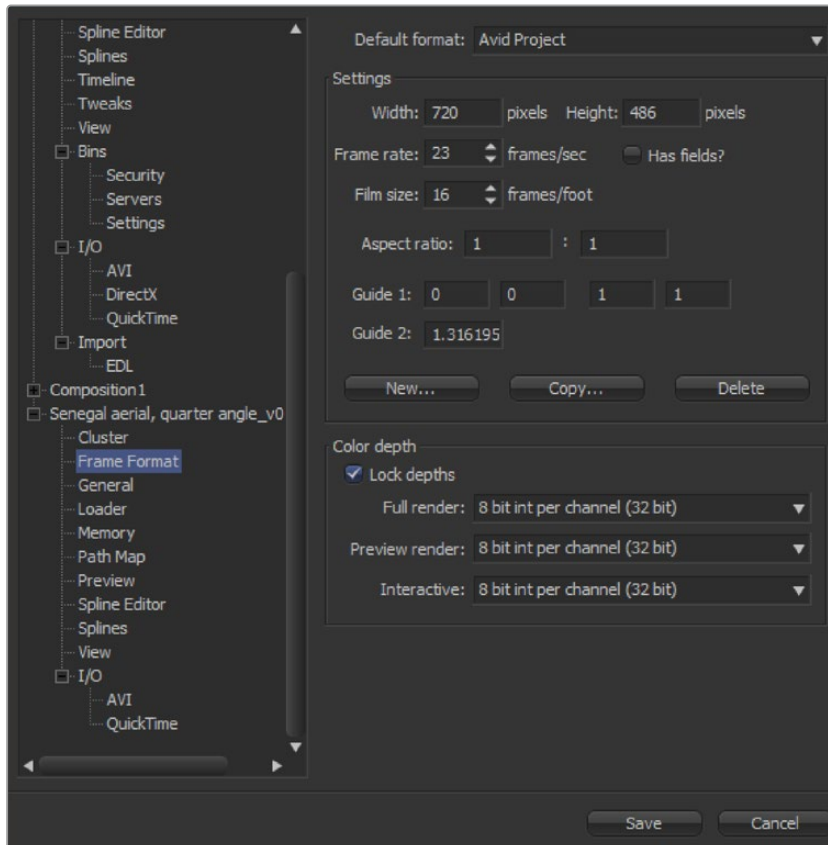 Spline Editor
Splines
Timeline
Tweaks
View
Bins
Security
Servers
Settings
I/O
AVI
DirectX
QuickTime
Import
EDL
Composition1
Senegal aerial, quarter angle_v0
Cluster
Frame Format
General
Loader
Memory
Path Map
Preview
Spline Editor
Splines
View
I/O
AVI
QuickTime
Default format: Avid Project
Settings
Width: 720 pixels Height: 486 pixels
Frame rate: 23 frames/sec Has fields?
Film size: 16 frames/foot
Aspect ratio: 1 : 1
Guide 1: 0 0 1 1
Guide 2: 1.316195
New... Copy... Delete
Color depth
Lock depths
Full render: 8 bit int per channel (32 bit)
Preview render: 8 bit int per channel (32 bit)
Interactive: 8 bit int per channel (32 bit)
Save Cancel